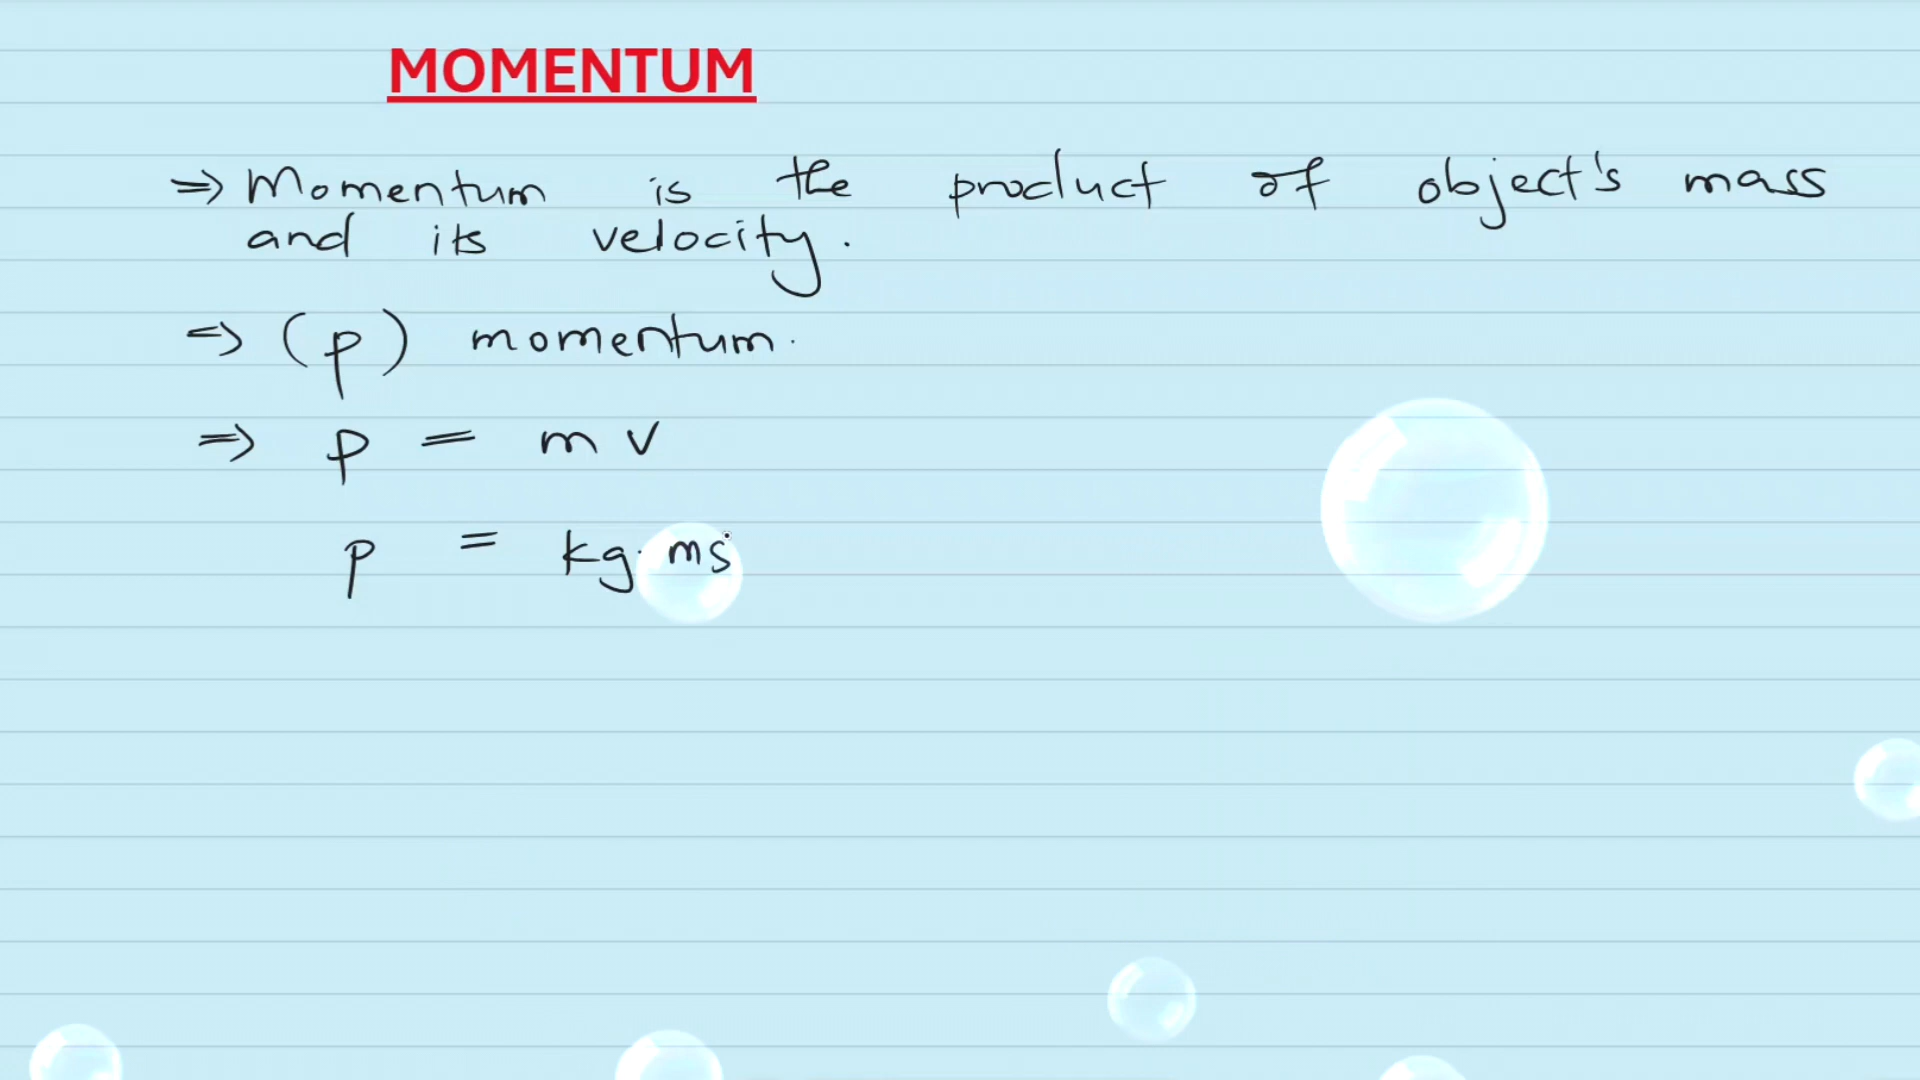 MOMENTUM
⇒ Momentum is the product of object's mass
and its velocity.
⇒ (p) momentum.
⇒ p = m v
p = kg. ms